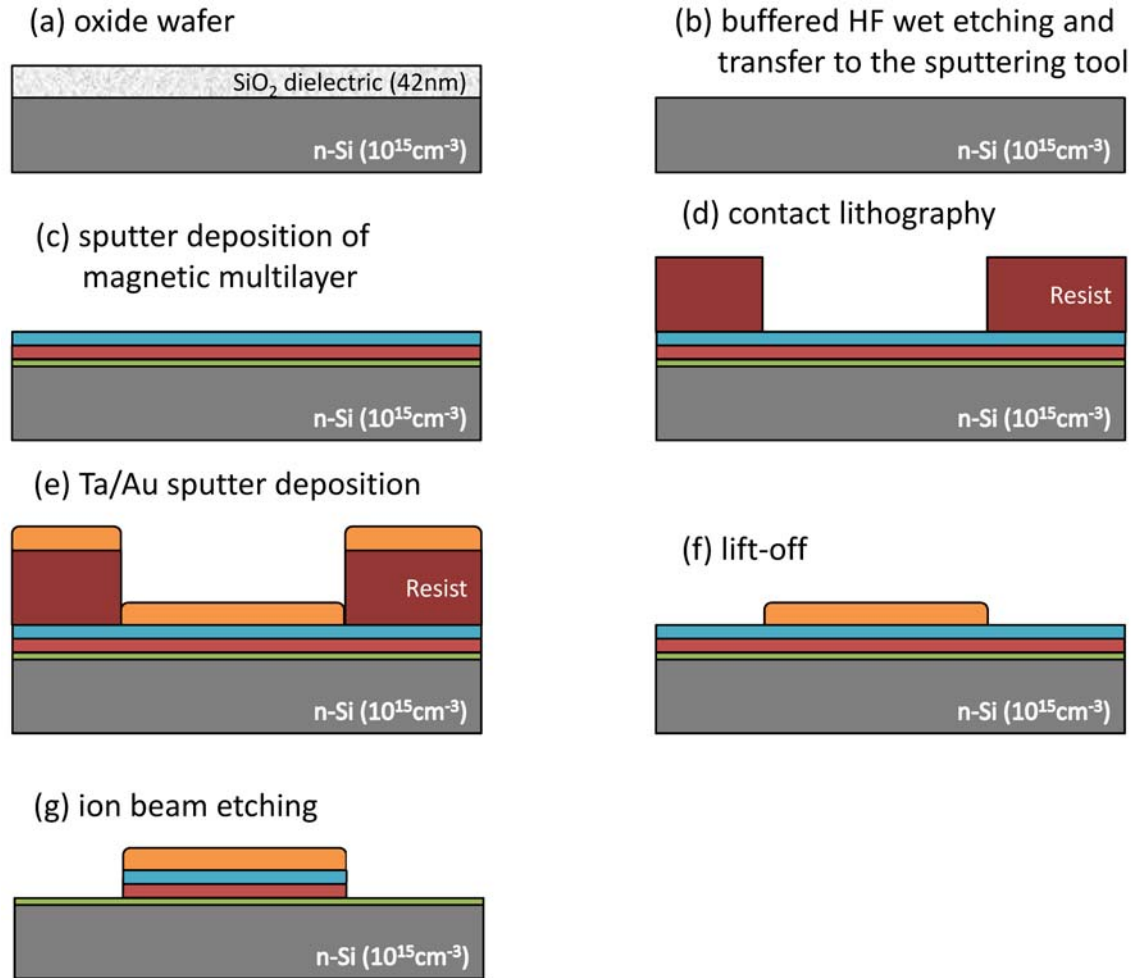 (a) oxide wafer
SiO₂ dielectric (42nm)
n-Si (10¹⁵cm⁻³)
(b) buffered HF wet etching and
transfer to the sputtering tool
n-Si (10¹⁵cm⁻³)
(c) sputter deposition of
magnetic multilayer
n-Si (10¹⁵cm⁻³)
(d) contact lithography
Resist
n-Si (10¹⁵cm⁻³)
(e) Ta/Au sputter deposition
Resist
n-Si (10¹⁵cm⁻³)
(f) lift-off
n-Si (10¹⁵cm⁻³)
(g) ion beam etching
n-Si (10¹⁵cm⁻³)